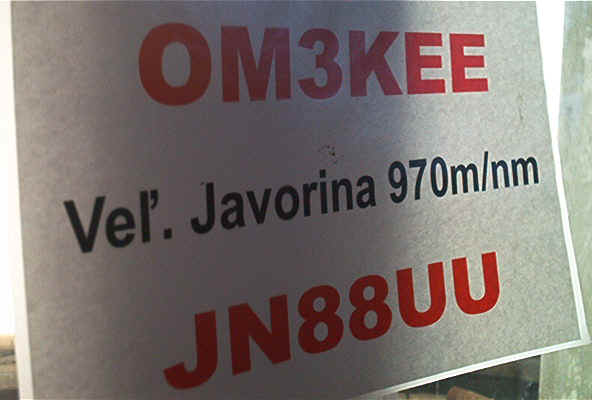 OM3KEE
Veľ. Javorina 970m/nm
JN88UU